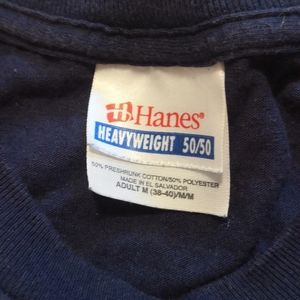 Hanes®
HEAVYWEIGHT 50/50
50% PRESHRUNK COTTON/50% POLYESTER
MADE IN EL SALVADOR
ADULT M (38-40)/M/M